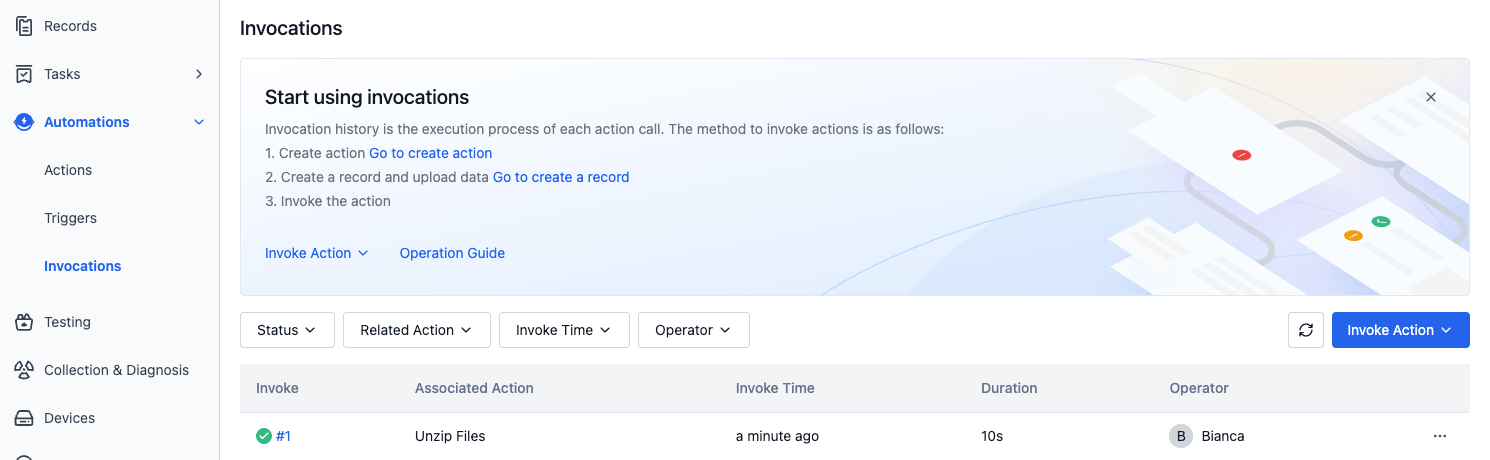 Records
Tasks
Automations
Actions
Triggers
Invocations
Testing
Collection & Diagnosis
Devices
Invocations
Start using invocations
Invocation history is the execution process of each action call. The method to invoke actions is as follows:
1. Create action Go to create action
2. Create a record and upload data Go to create a record
3. Invoke the action
Invoke Action Operation Guide
Status Related Action Invoke Time Operator Invoke Action
Invoke Associated Action Invoke Time Duration Operator
#1 Unzip Files a minute ago 10s B Bianca